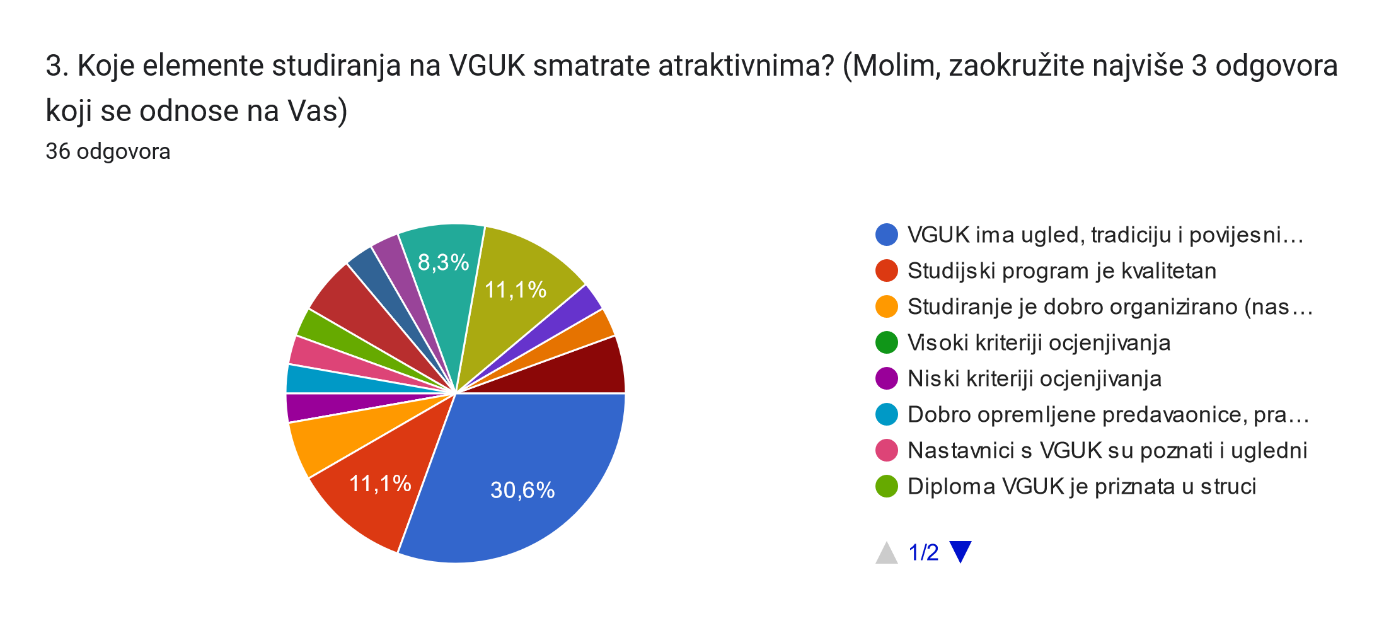 3. Koje elemente studiranja na VGUK smatrate atraktivnima? (Molim, zaokružite najviše 3 odgovora
koji se odnose na Vas)
36 odgovora
8,3%
11,1%
11,1%
30,6%
VGUK ima ugled, tradiciju i povijesni…
Studijski program je kvalitetan
Studiranje je dobro organizirano (nas…
Visoki kriteriji ocjenjivanja
Niski kriteriji ocjenjivanja
Dobro opremljene predavaonice, pra…
Nastavnici s VGUK su poznati i ugledni
Diploma VGUK je priznata u struci
1/2